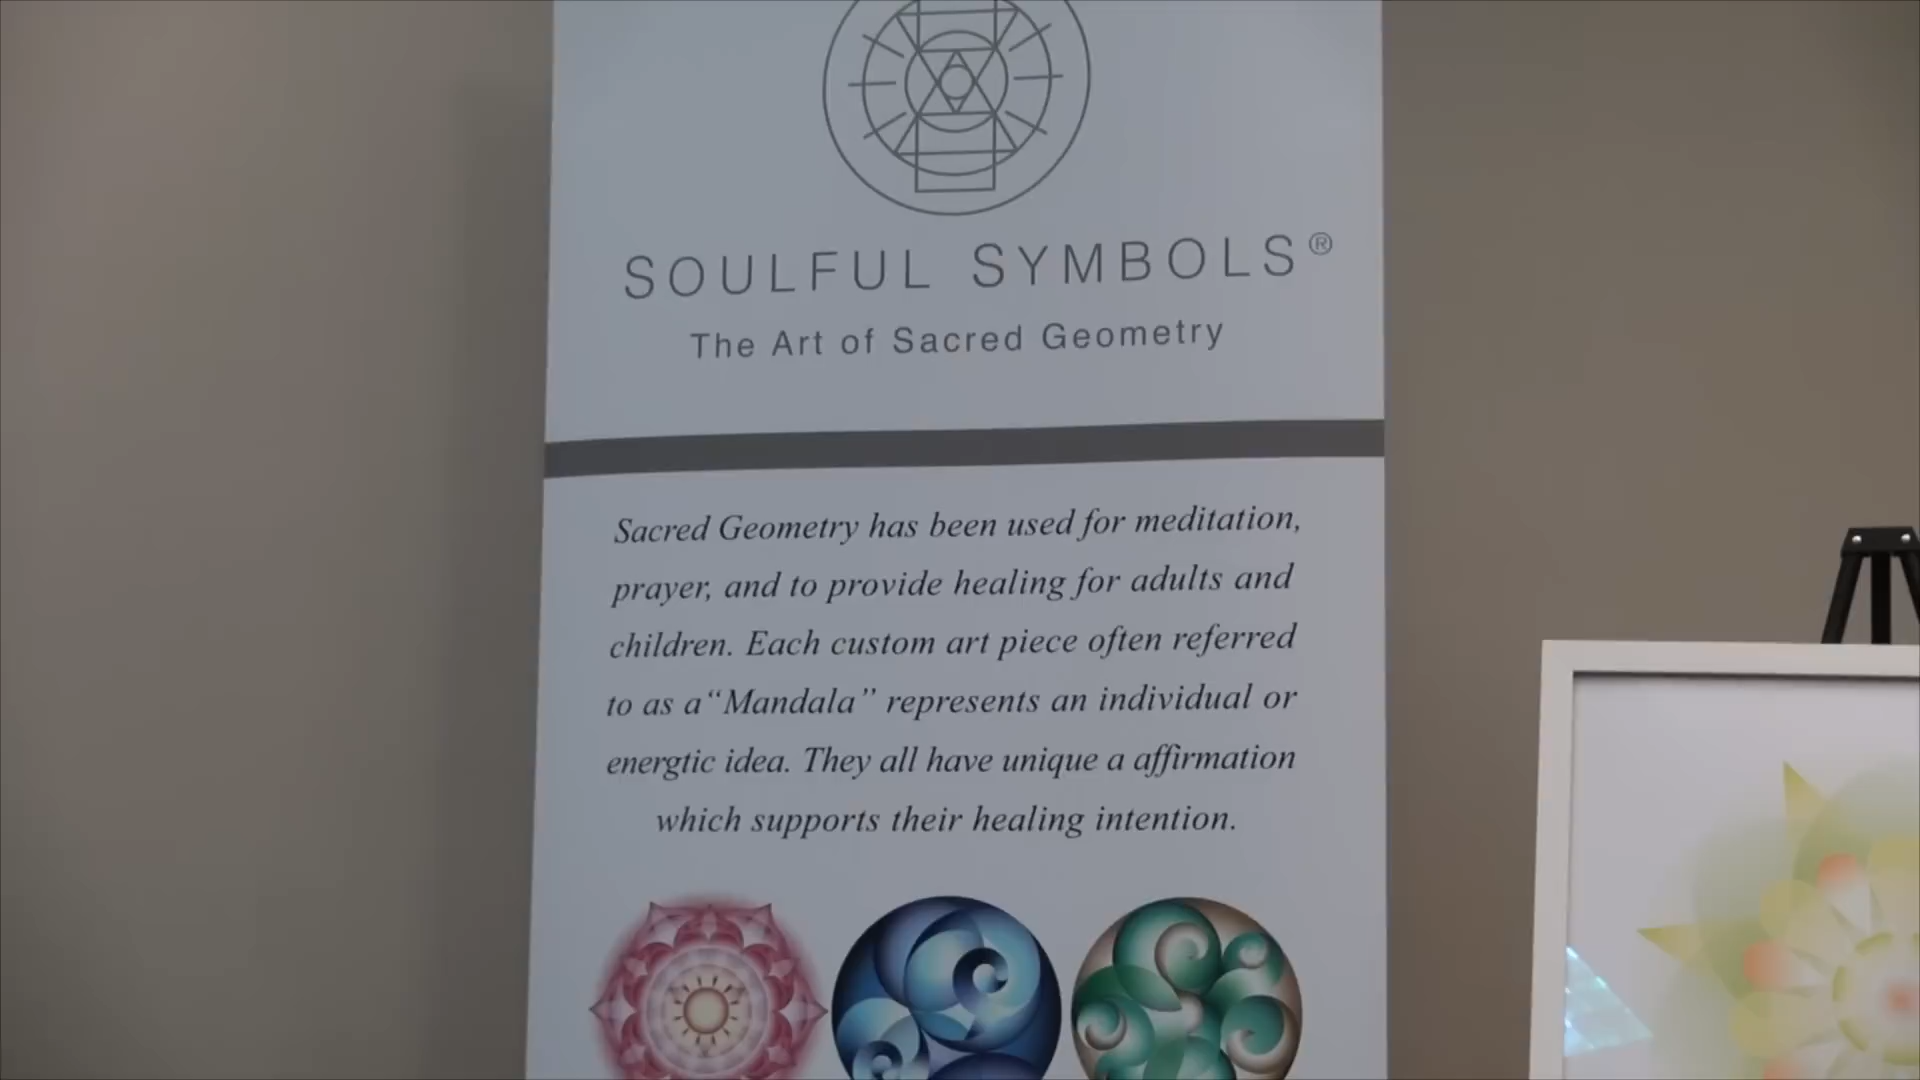 SOULFUL SYMBOLS®
The Art of Sacred Geometry
Sacred Geometry has been used for meditation,
prayer, and to provide healing for adults and
children. Each custom art piece often referred
to as a “Mandala” represents an individual or
energtic idea. They all have unique a affirmation
which supports their healing intention.